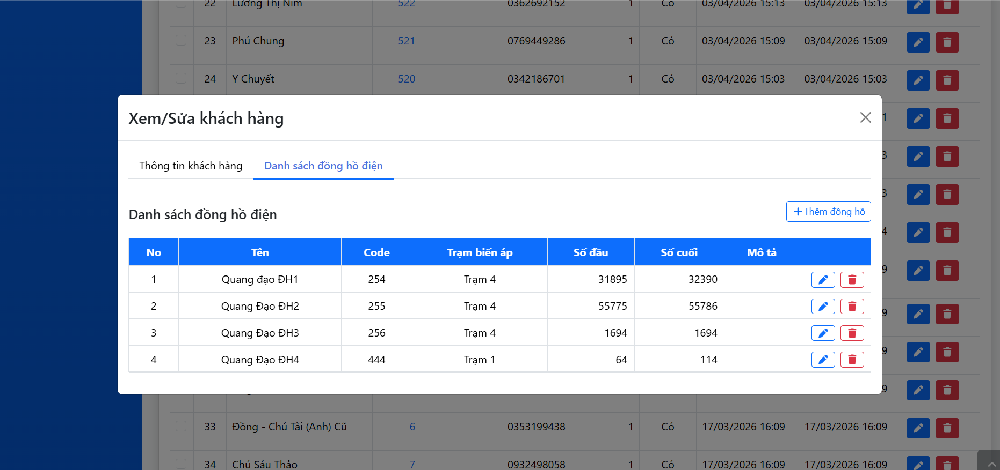 22 Lương Thị Nim 522 0362692152 1 Có 03/04/2026 15:13 03/04/2026 15:13
23 Phú Chung 521 0769449286 1 Có 03/04/2026 15:09 03/04/2026 15:09
24 Y Chuyết 520 0342186701 1 Có 03/04/2026 15:03 03/04/2026 15:03
Xem/Sửa khách hàng
1
3
Thông tin khách hàng Danh sách đồng hồ điện
3
Danh sách đồng hồ điện Thêm đồng hồ
4
No Tên Code Trạm biến áp Số đầu Số cuối Mô tả
9
1 Quang đạo ĐH1 254 Trạm 4 31895 32390
2 Quang Đạo ĐH2 255 Trạm 4 55775 55786
9
3 Quang Đạo ĐH3 256 Trạm 4 1694 1694
9
4 Quang Đạo ĐH4 444 Trạm 1 64 114
9
33 Đồng - Chú Tài (Anh) Cũ 6 0353199438 1 Có 17/03/2026 16:09 17/03/2026 16:09
34 Chú Sáu Thảo 7 0932498058 1 Có 17/03/2026 16:09 17/03/2026 16:09